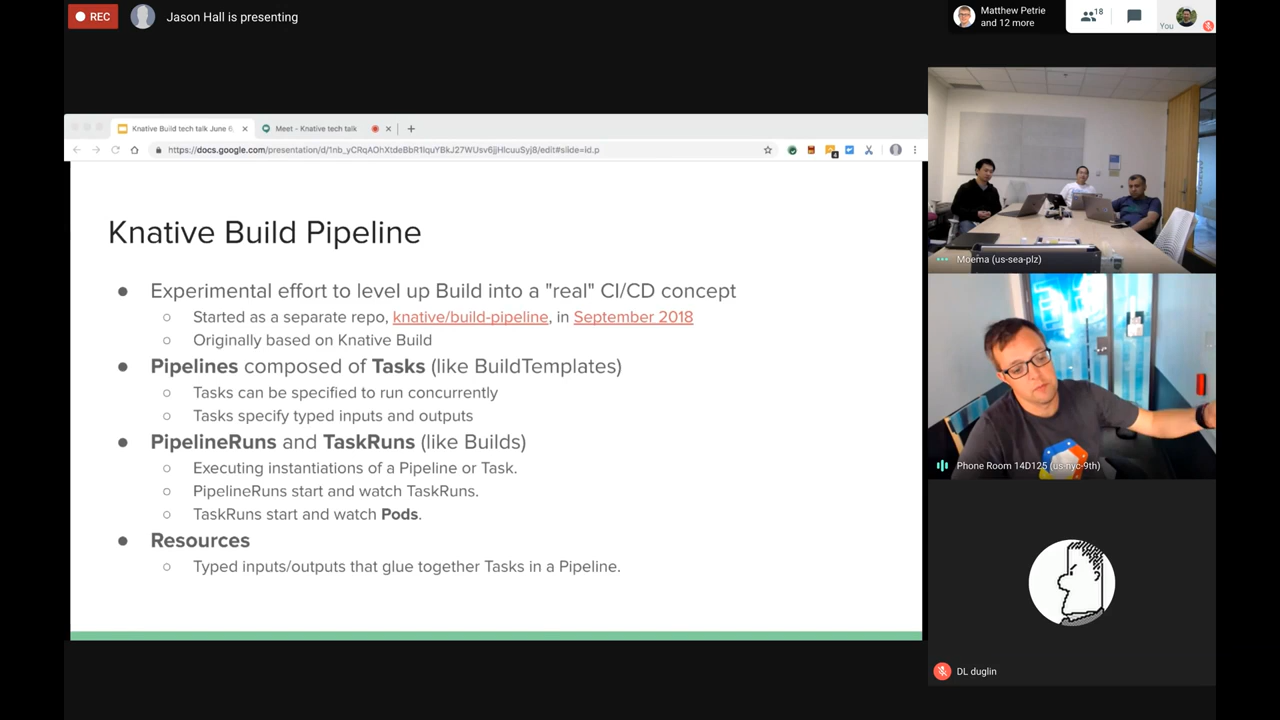 REC
Jason Hall is presenting
Matthew Petrie
and 12 more
18
You
Knative Build tech talk June 6,
Meet - Knative tech talk
https://docs.google.com/presentation/d/1nb_yCRqAOhXtdeBbR1lquYBkJ27WUsv6jjHlcuuSyj8/edit#slide=id.p
4
Knative Build Pipeline
● Experimental effort to level up Build into a "real" CI/CD concept
○ Started as a separate repo, knative/build-pipeline, in September 2018
○ Originally based on Knative Build
● Pipelines composed of Tasks (like BuildTemplates)
○ Tasks can be specified to run concurrently
○ Tasks specify typed inputs and outputs
● PipelineRuns and TaskRuns (like Builds)
○ Executing instantiations of a Pipeline or Task.
○ PipelineRuns start and watch TaskRuns.
○ TaskRuns start and watch Pods.
● Resources
○ Typed inputs/outputs that glue together Tasks in a Pipeline.
Moema (us-sea-plz)
Phone Room 14D125 (us-nyc-9th)
DL duglin